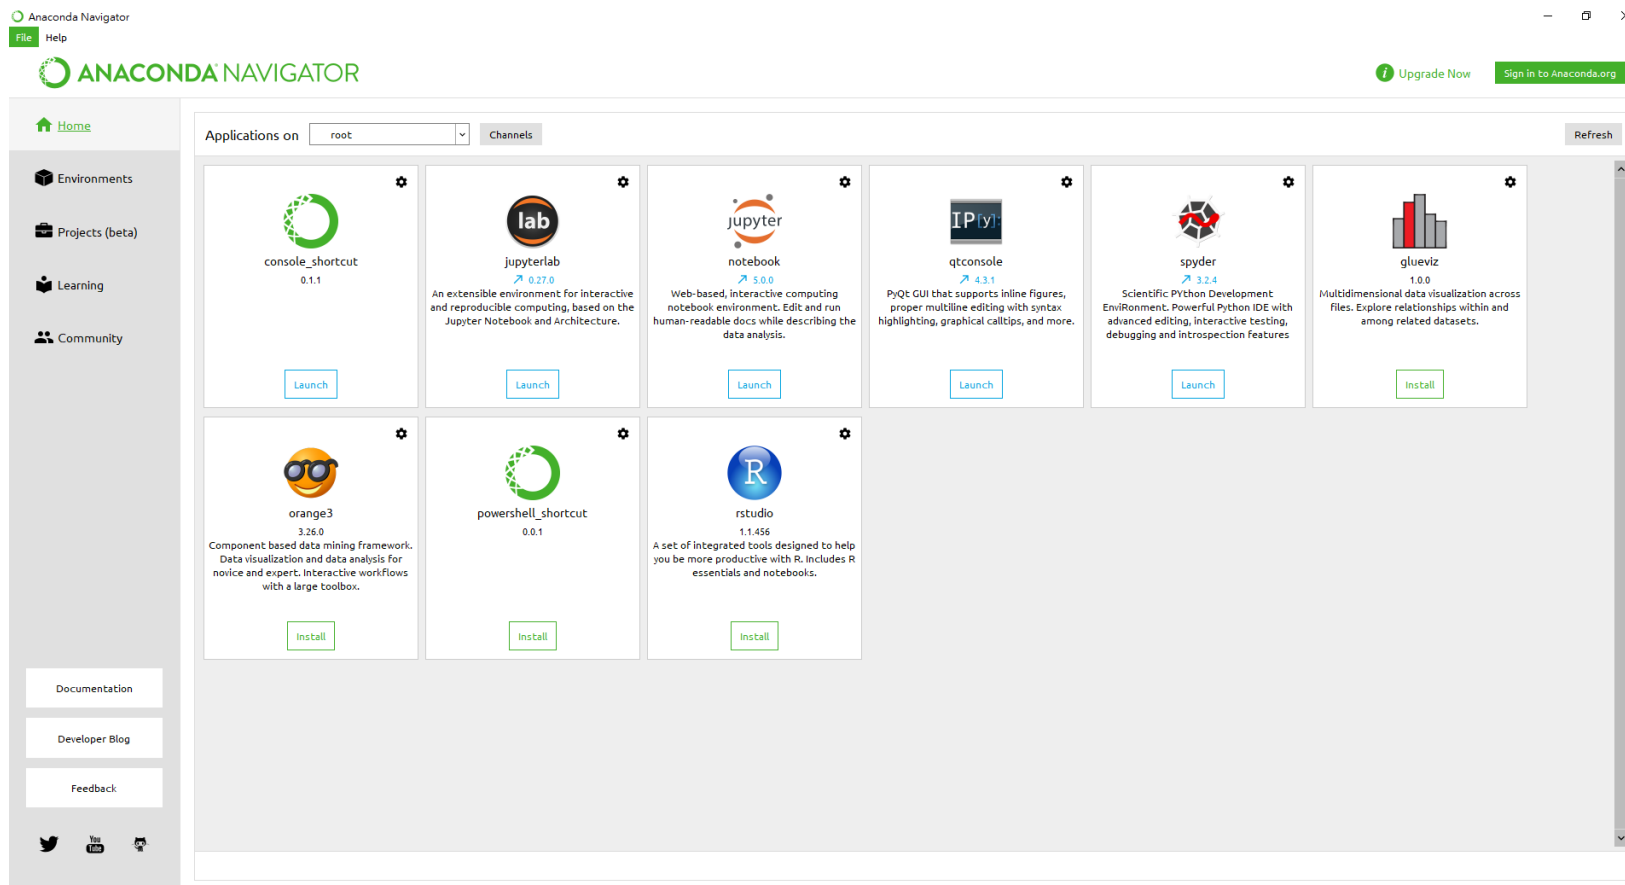 Anaconda Navigator
File Help
ANACONDA NAVIGATOR
Upgrade Now
Sign in to Anaconda.org
Home
Environments
Projects (beta)
Learning
Community
Documentation
Developer Blog
Feedback
You
Tube
Applications on root Channels
Refresh
console_shortcut
0.1.1
Launch
lab
jupyterlab
0.27.0
An extensible environment for interactive
and reproducible computing, based on the
Jupyter Notebook and Architecture.
Launch
jupyter
notebook
5.0.0
Web-based, interactive computing
notebook environment. Edit and run
human-readable docs while describing the
data analysis.
Launch
IP[y]:
qtconsole
4.3.1
PyQt GUI that supports inline figures,
proper multiline editing with syntax
highlighting, graphical calltips, and more.
Launch
spyder
3.2.4
Scientific PYthon Development
EnviRonment. Powerful Python IDE with
advanced editing, interactive testing,
debugging and introspection features
Launch
glueviz
1.0.0
Multidimensional data visualization across
files. Explore relationships within and
among related datasets.
Install
orange3
3.26.0
Component based data mining framework.
Data visualization and data analysis for
novice and expert. Interactive workflows
with a large toolbox.
Install
powershell_shortcut
0.0.1
Install
R
rstudio
1.1.456
A set of integrated tools designed to help
you be more productive with R. Includes R
essentials and notebooks.
Install